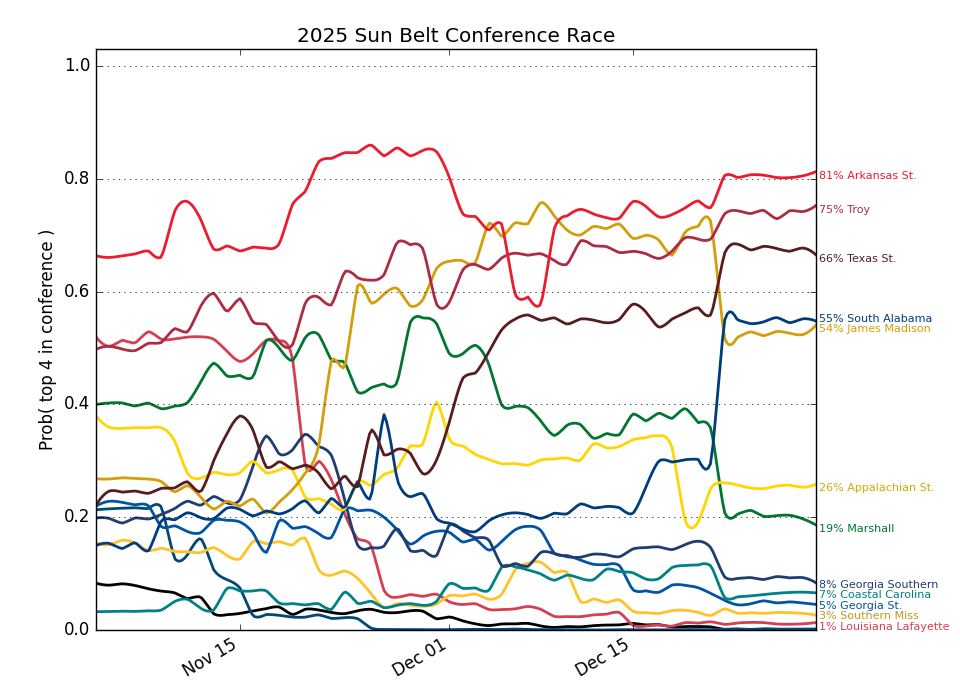 2025 Sun Belt Conference Race
1.0
0.8
0.6
0.4
0.2
0.0
Prob( top 4 in conference )
Nov 15
Dec 01
Dec 15
81% Arkansas St.
75% Troy
66% Texas St.
55% South Alabama
54% James Madison
26% Appalachian St.
19% Marshall
8% Georgia Southern
7% Coastal Carolina
5% Georgia St.
3% Southern Miss
1% Louisiana Lafayette